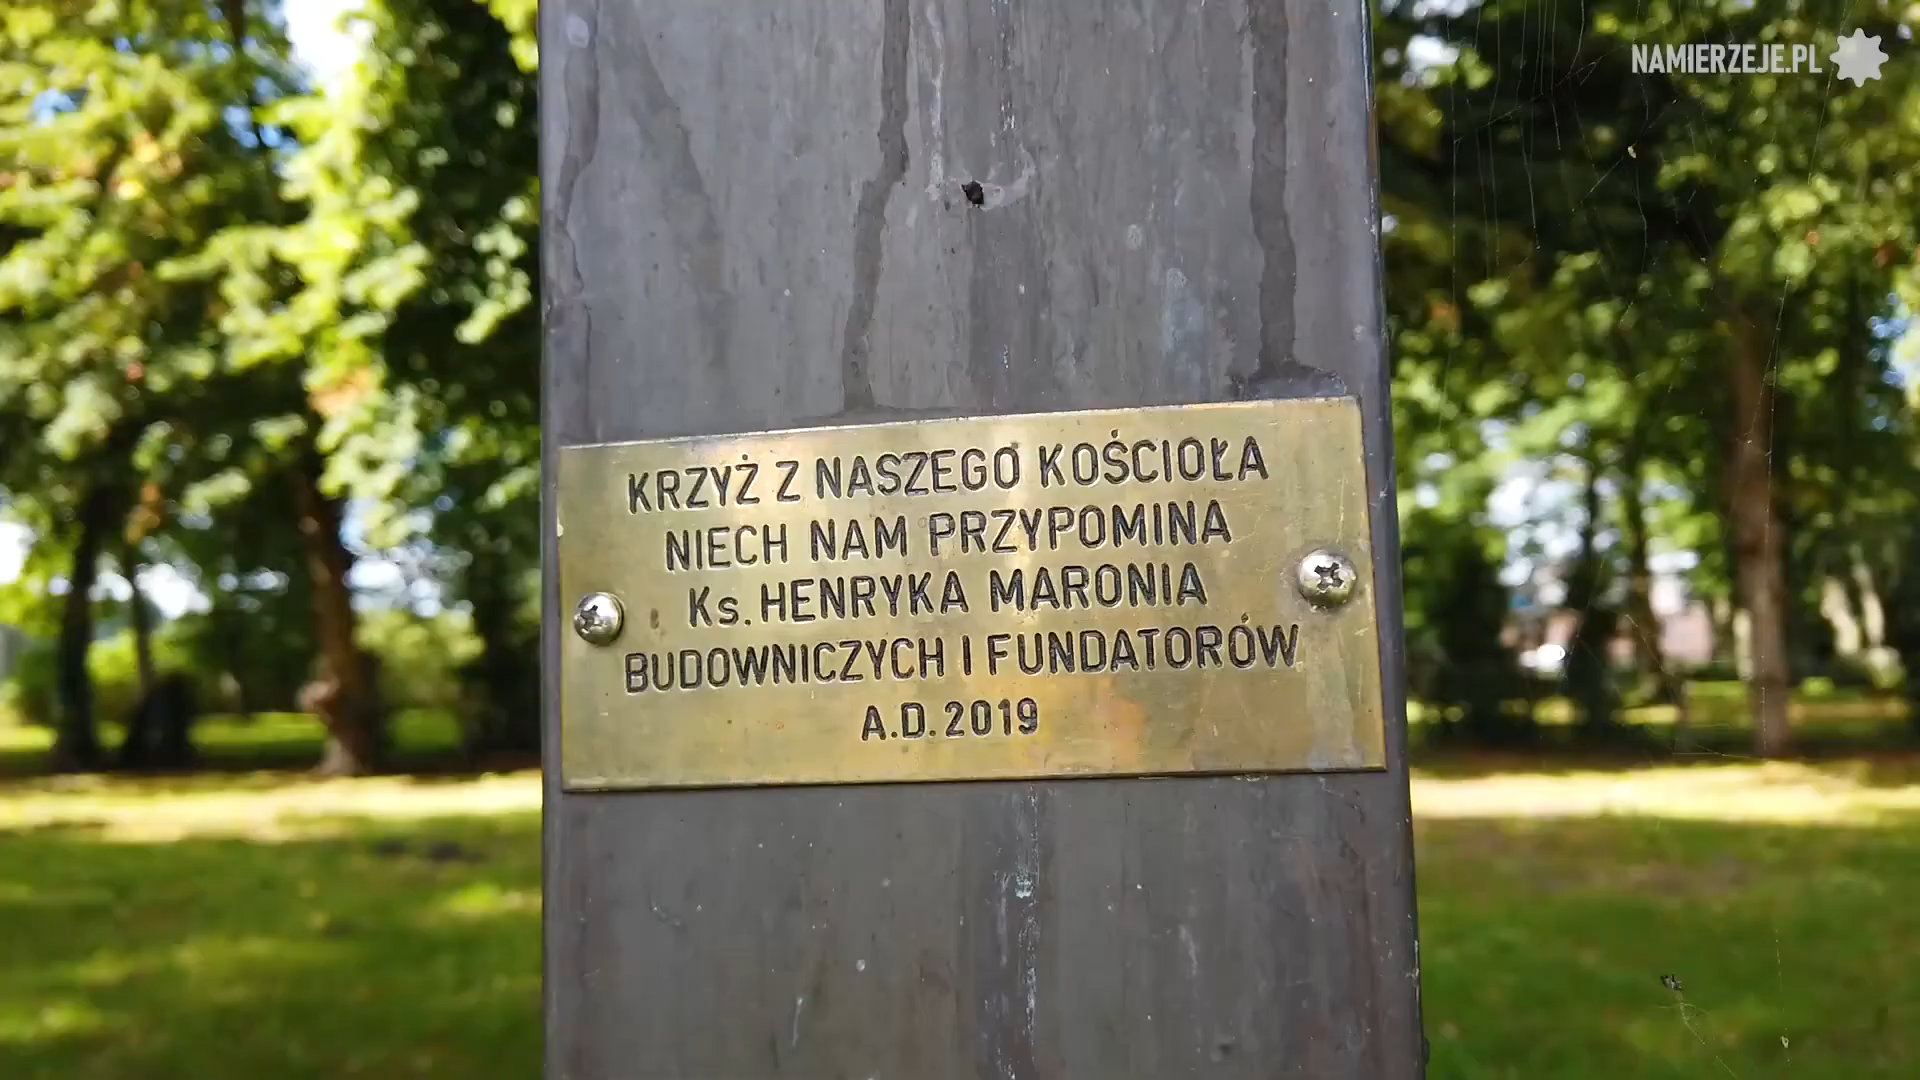 NAMIERZEJE.PL
KRZYŻ Z NASZEGO KOŚCIOŁA
NIECH NAM PRZYPOMINA
Ks. HENRYKA MARONIA
BUDOWNICZYCH I FUNDATORÓW
A.D. 2019